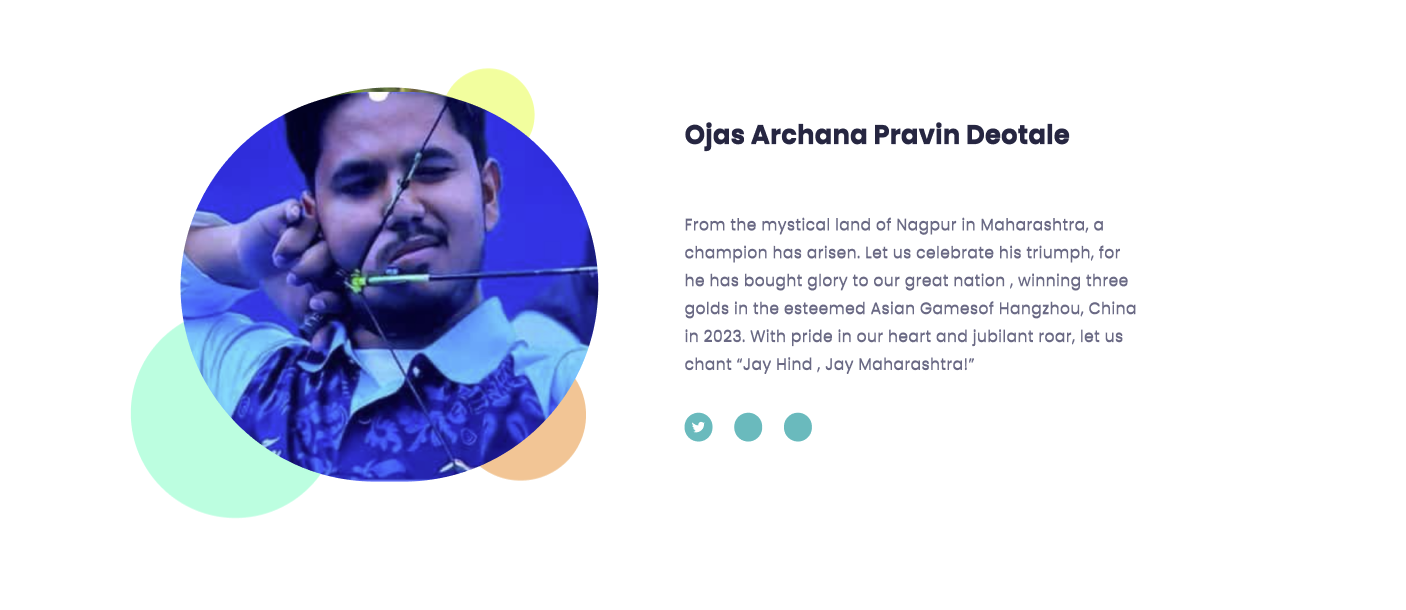 Ojas Archana Pravin Deotale
From the mystical land of Nagpur in Maharashtra, a
champion has arisen. Let us celebrate his triumph, for
he has bought glory to our great nation , winning three
golds in the esteemed Asian Gamesof Hangzhou, China
in 2023. With pride in our heart and jubilant roar, let us
chant “Jay Hind , Jay Maharashtra!”